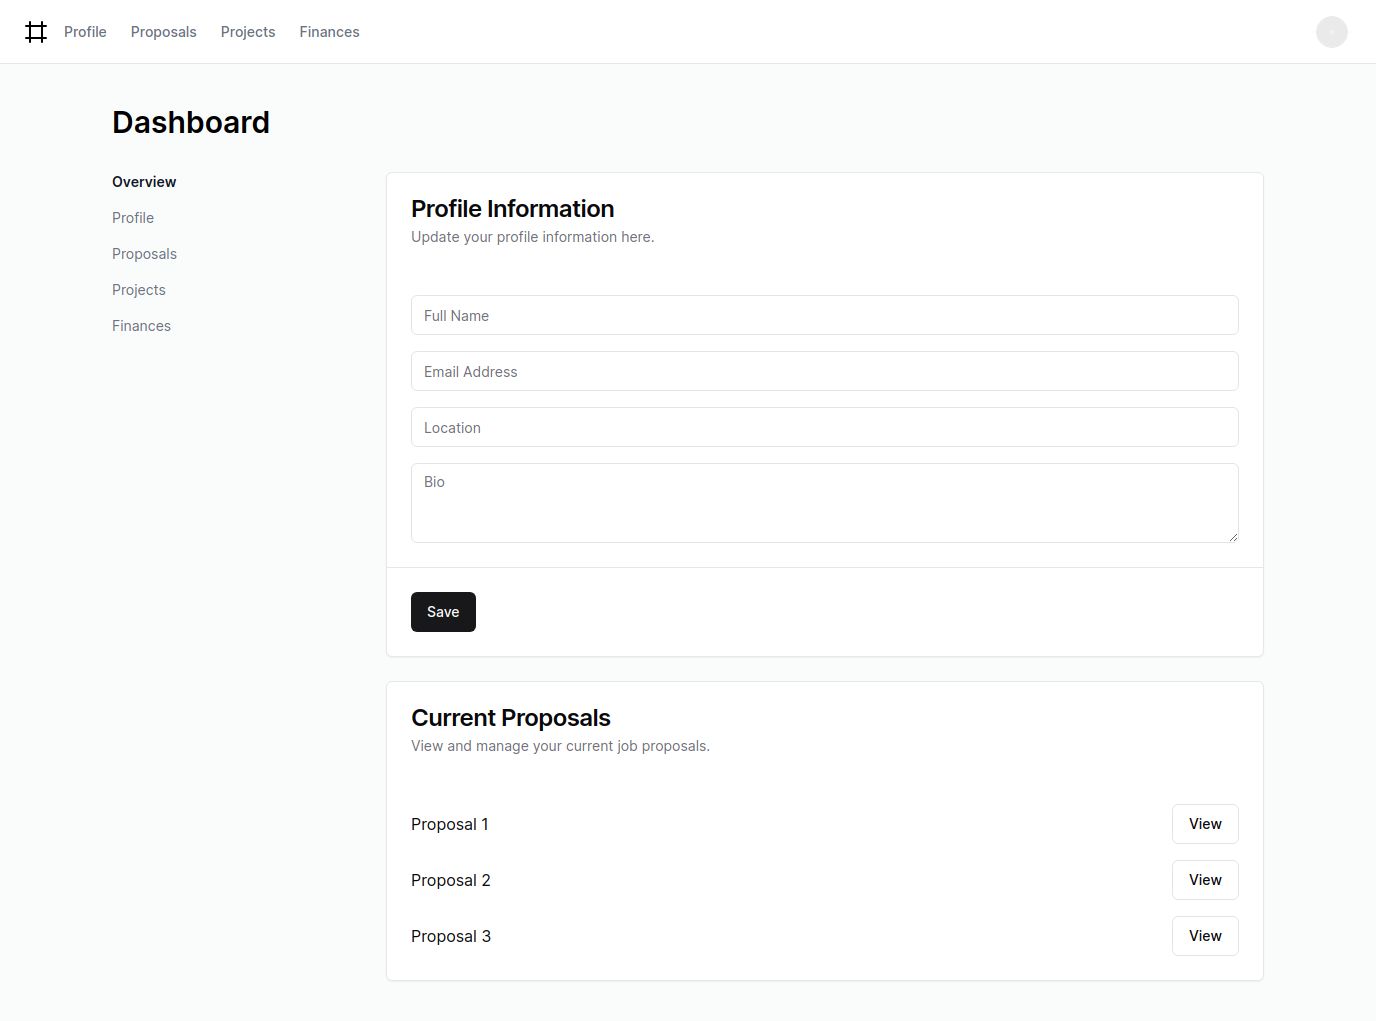 Profile Proposals Projects Finances
Dashboard
Overview
Profile
Proposals
Projects
Finances
Profile Information
Update your profile information here.
Full Name
Email Address
Location
Bio
Save
Current Proposals
View and manage your current job proposals.
Proposal 1 View
Proposal 2 View
Proposal 3 View